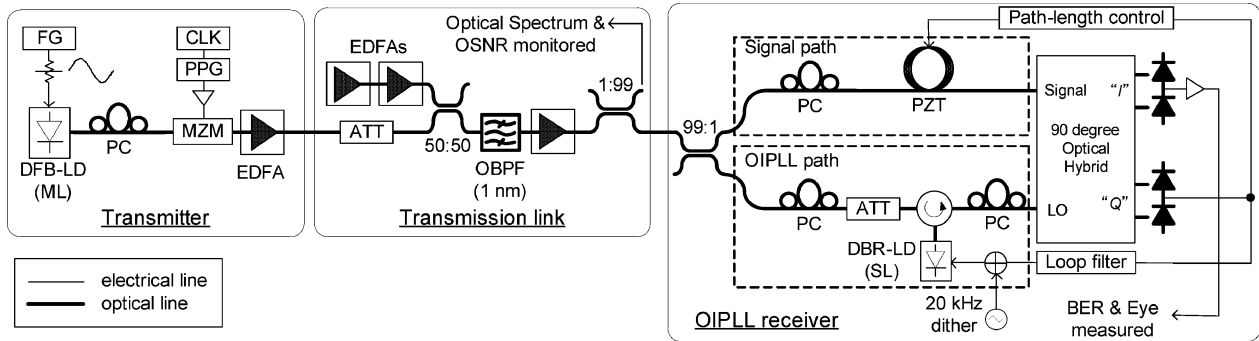 FG
CLK
PPG
DFB-LD
(ML)
PC
MZM
EDFA
Transmitter
EDFAs
ATT
50:50
OBPF
(1 nm)
Optical Spectrum &
OSNR monitored
1:99
Transmission link
99:1
Signal path
PC
PZT
Path-length control
OIPLL path
PC
ATT
PC
DBR-LD
(SL)
20 kHz
dither
Loop filter
Signal
"I"
90 degree
Optical
Hybrid
"Q"
LO
BER & Eye
measured
OIPLL receiver
electrical line
optical line